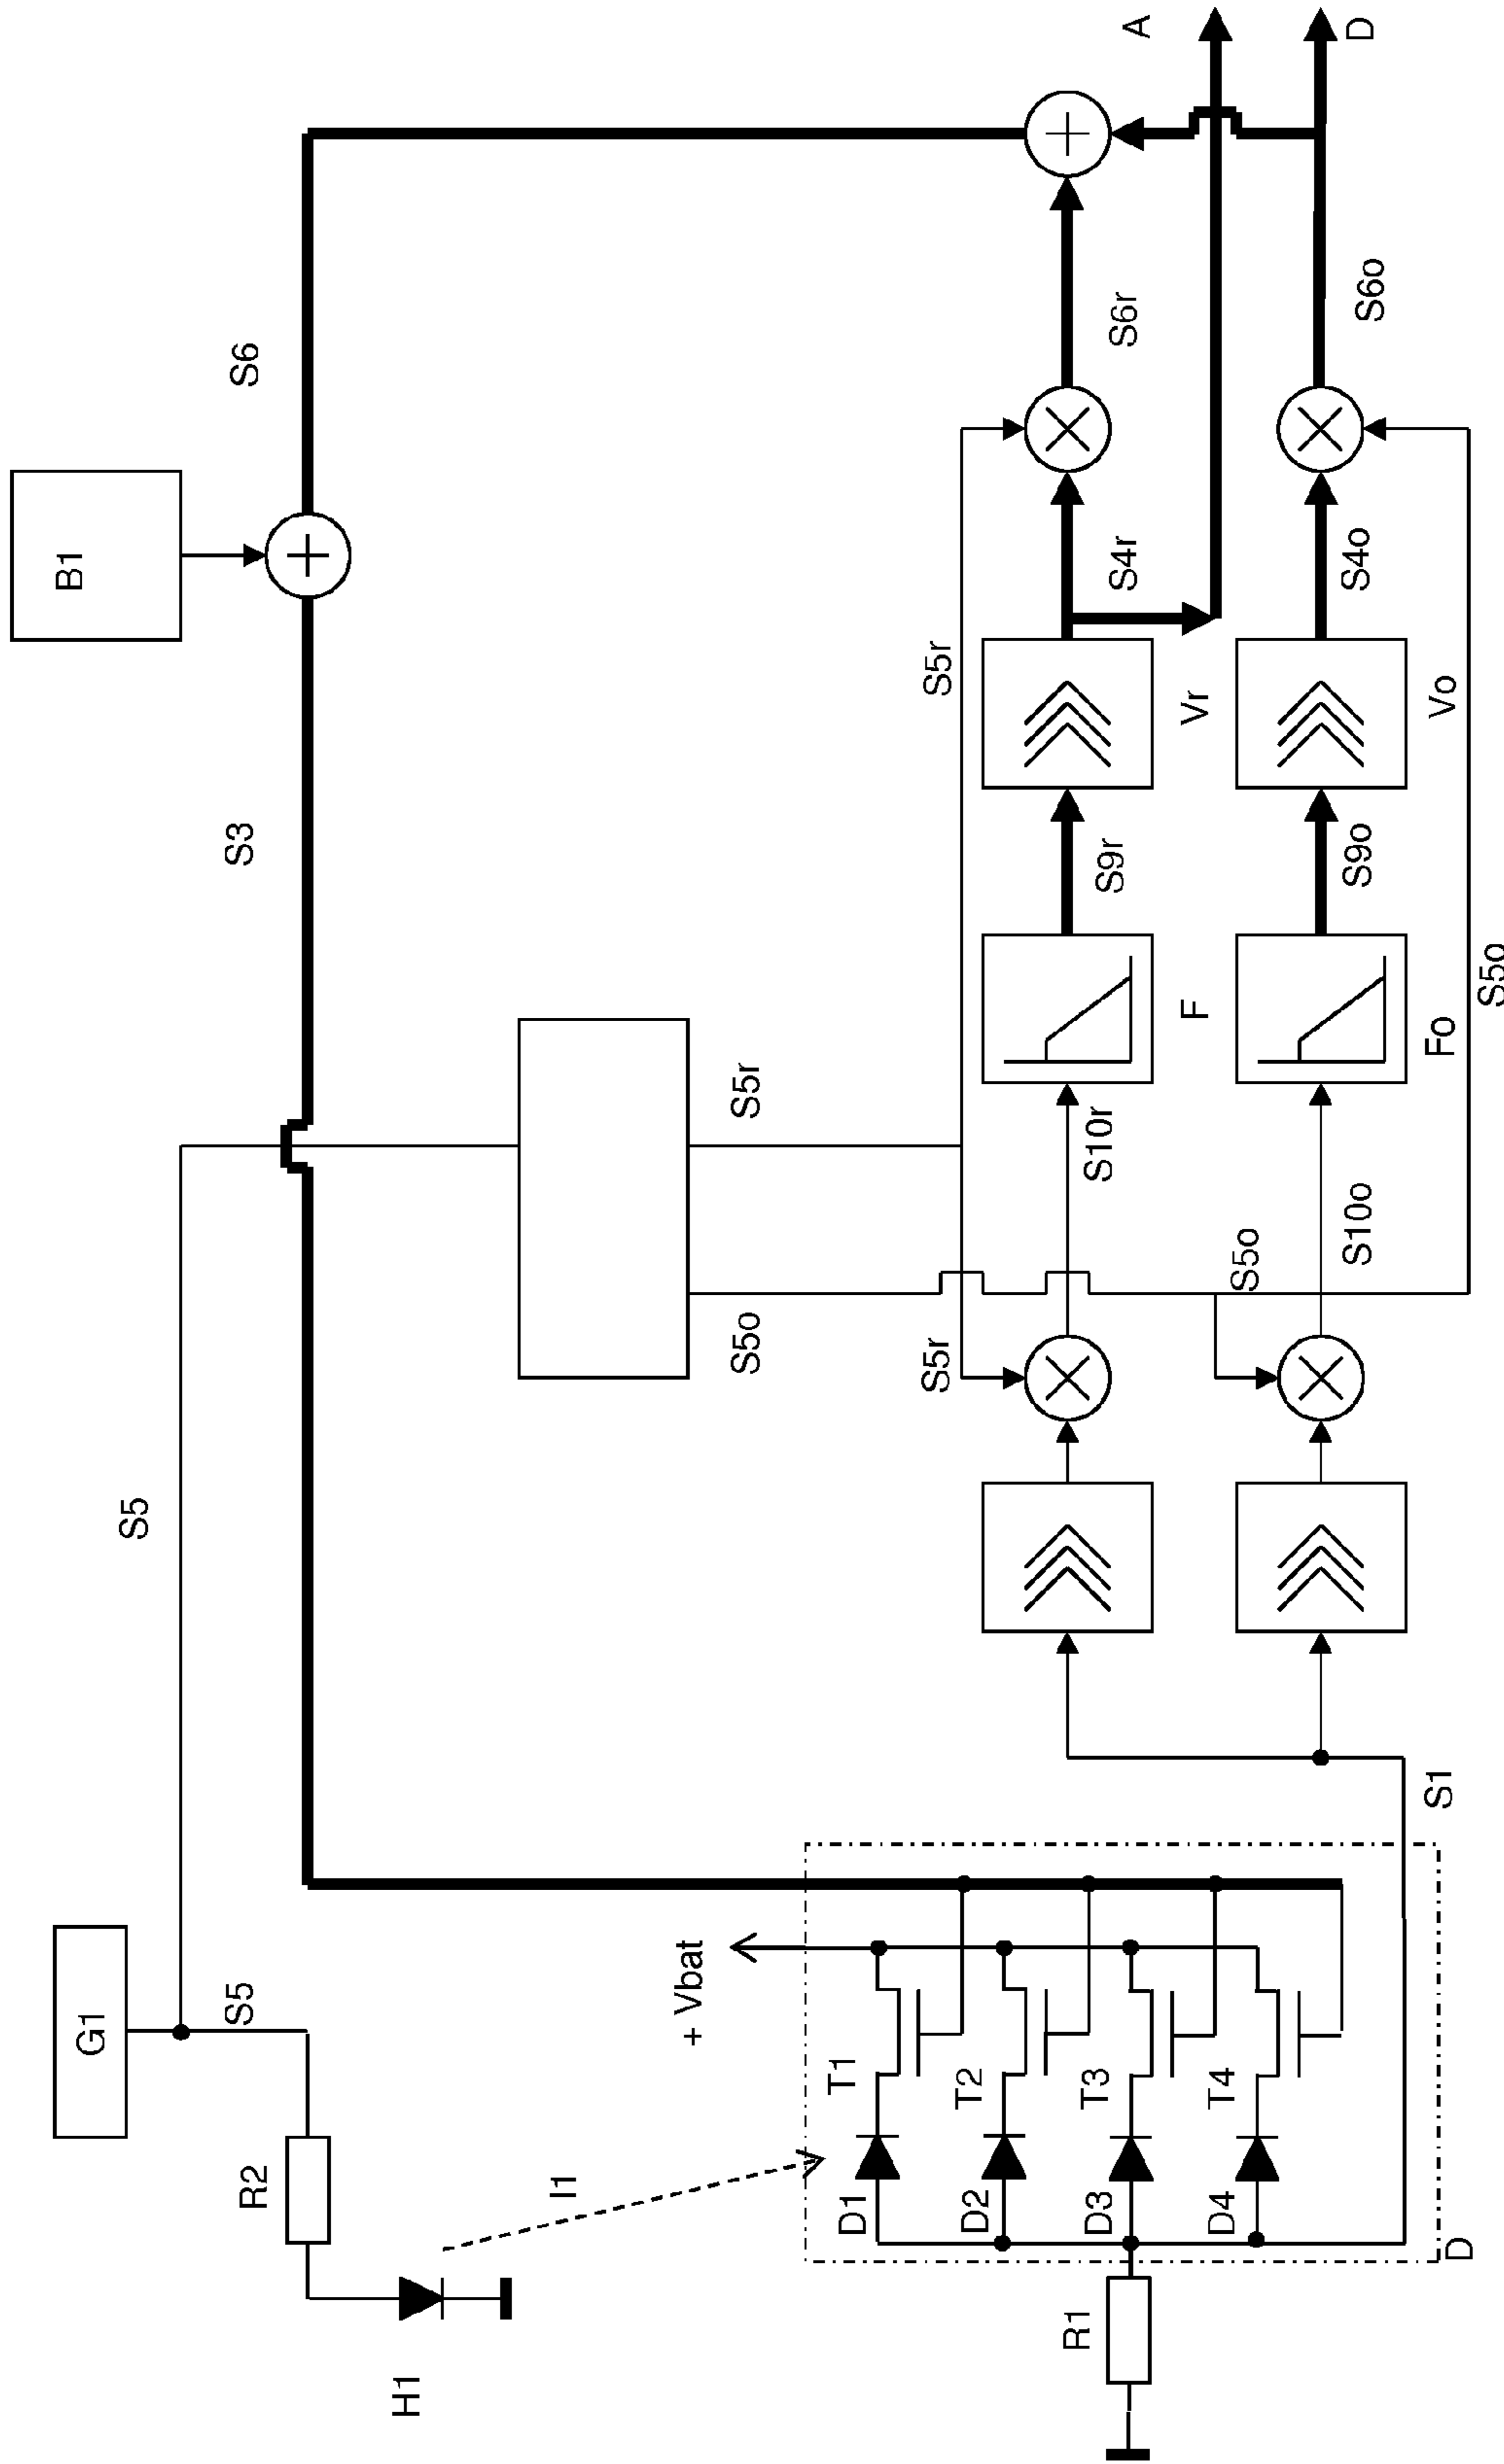 G1
S5
S5
R2
H1
I1
+ Vbat
T1
T2
T3
T4
D1
D2
D3
D4
D
R1
S1
B1
S3
S6
S5r
S5o
S5r
S5o
S5r
S5o
S10r
S10o
F
Fo
S9r
S9o
Vr
Vo
S4r
S4o
S6r
S6o
A
D